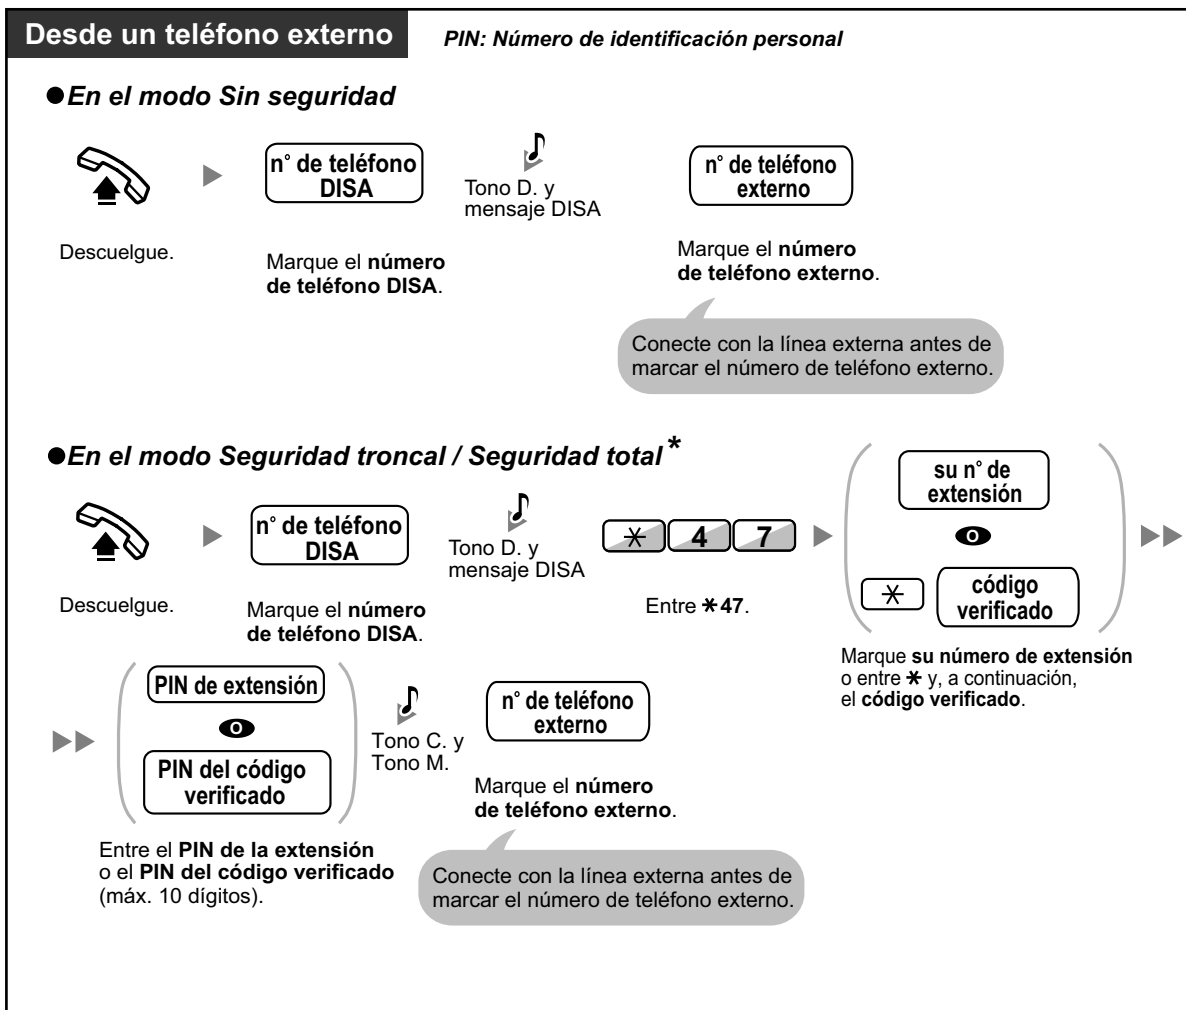 Desde un teléfono externo
PIN: Número de identificación personal
●En el modo Sin seguridad
n° de teléfono
DISA
Tono D. y
mensaje DISA
n° de teléfono
externo
Descuelgue.
Marque el número
de teléfono DISA.
Marque el número
de teléfono externo.
Conecte con la línea externa antes de
marcar el número de teléfono externo.
●En el modo Seguridad troncal / Seguridad total*
n° de teléfono
DISA
Tono D. y
mensaje DISA
* 4 7
su n° de
extensión
o
* código
verificado
Descuelgue.
Marque el número
de teléfono DISA.
Entre *47.
Marque su número de extensión
o entre * y, a continuación,
el código verificado.
PIN de extensión
o
PIN del código
verificado
Tono C. y
Tono M.
n° de teléfono
externo
Entre el PIN de la extensión
o el PIN del código verificado
(máx. 10 dígitos).
Marque el número
de teléfono externo.
Conecte con la línea externa antes de
marcar el número de teléfono externo.